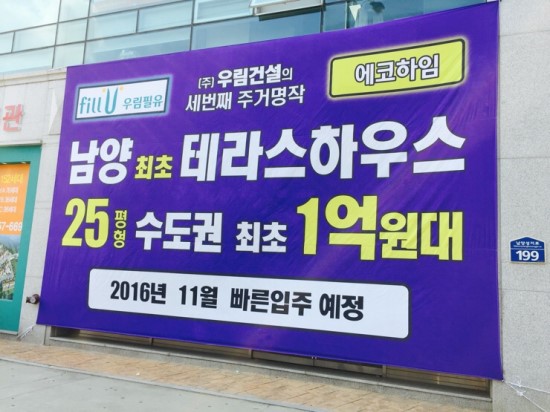 fill U 우림필유
(주) 우림건설의
세번째 주거명작
에코하임
남양 최초 테라스하우스
25평형 수도권 최초 1억원대
2016년 11월 빠른입주 예정
관
57-668
199